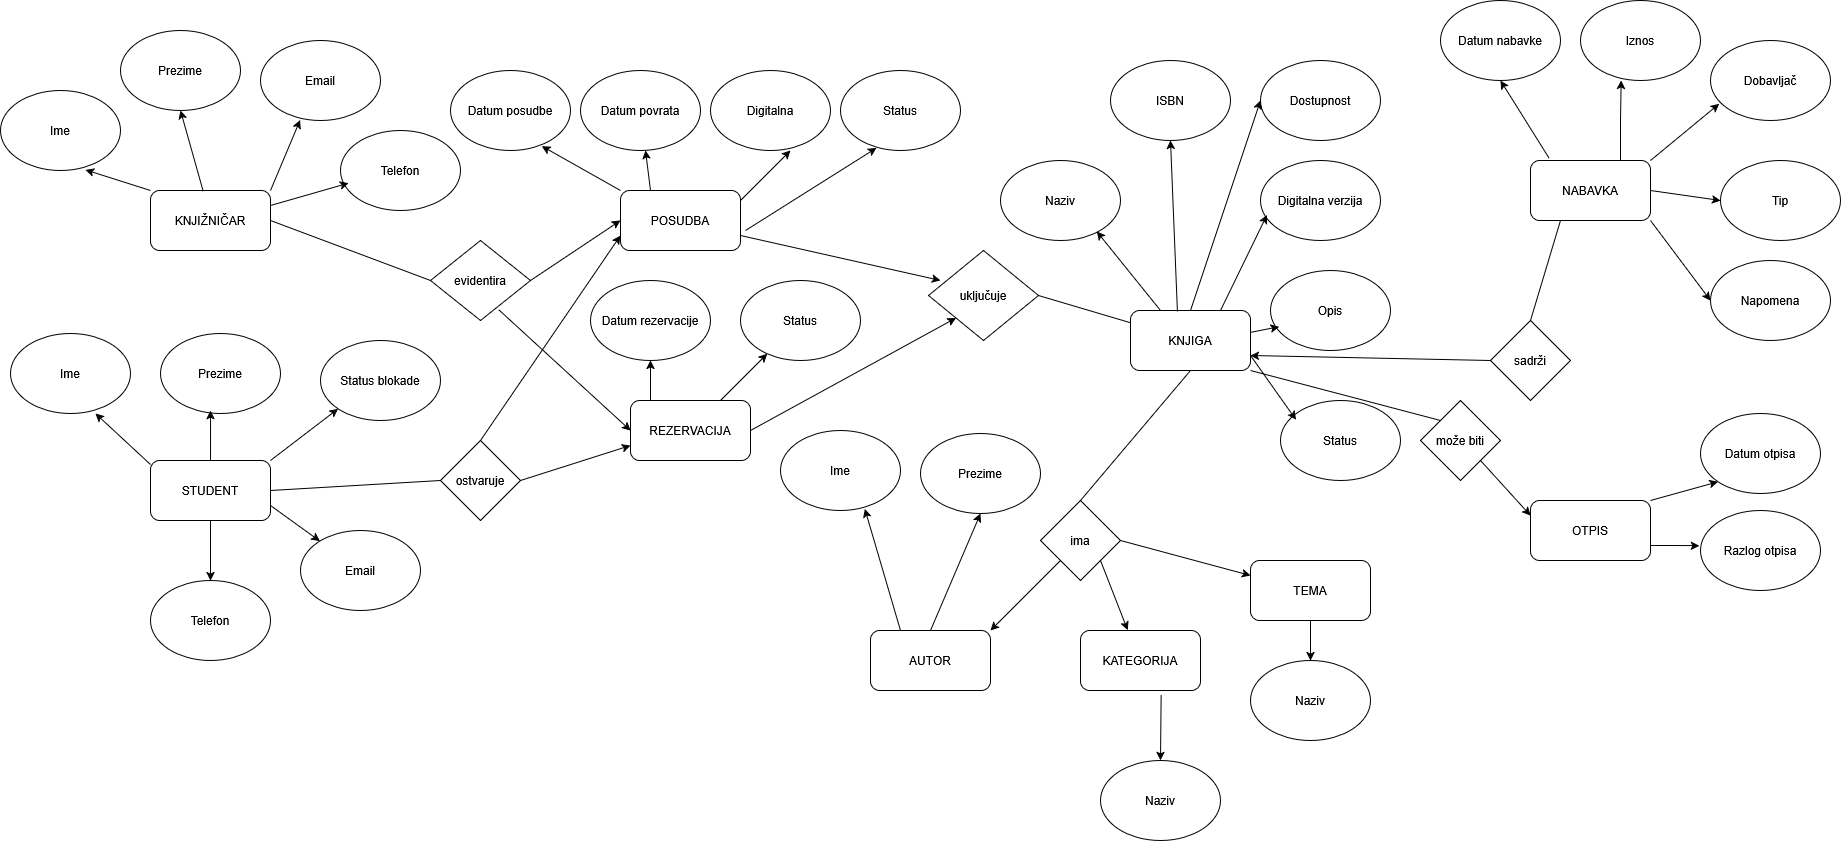 Datum nabavke
Iznos
Dobavljač
Prezime
Email
Ime
Datum posudbe
Datum povrata
Digitalna
Status
ISBN
Dostupnost
Telefon
Naziv
Digitalna verzija
NABAVKA
Tip
KNJIŽNIČAR
POSUDBA
evidentira
uključuje
Opis
Napomena
Datum rezervacije
Status
KNJIGA
sadrži
Ime
Prezime
Status blokade
REZERVACIJA
Status
može biti
Datum otpisa
STUDENT
ostvaruje
Ime
Prezime
OTPIS
Razlog otpisa
ima
Email
TEMA
Telefon
AUTOR
KATEGORIJA
Naziv
Naziv